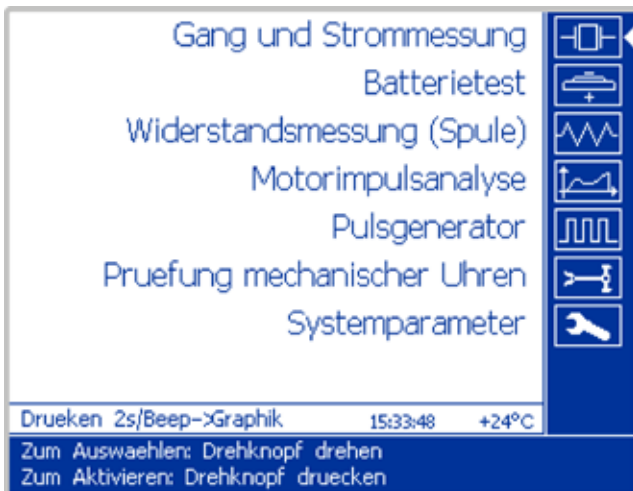 Gang und Strommessung
Batterietest
Widerstandsmessung (Spule)
Motorimpulsanalyse
Pulsgenerator
Pruefung mechanischer Uhren
Systemparameter
Drueken 2s/Beep->Graphik 15:33:48 +24°C
Zum Auswaehlen: Drehknopf drehen
Zum Aktivieren: Drehknopf druecken